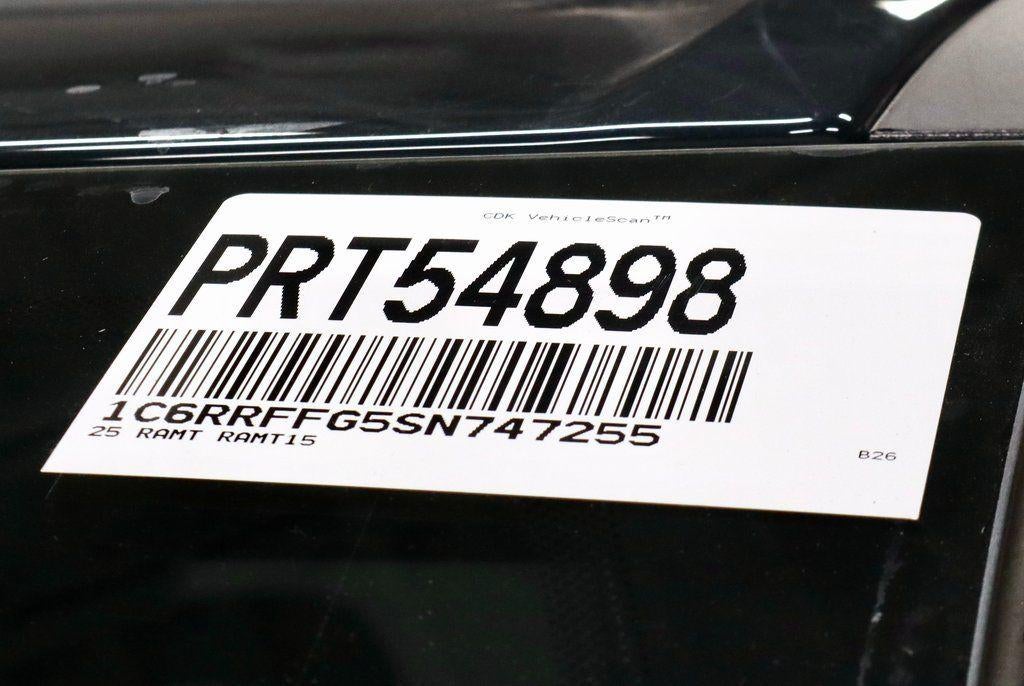 CDK VehicleScan™
PRT54898
1C6RRFFG5SN747255
25 RAMT RAMT15
B26